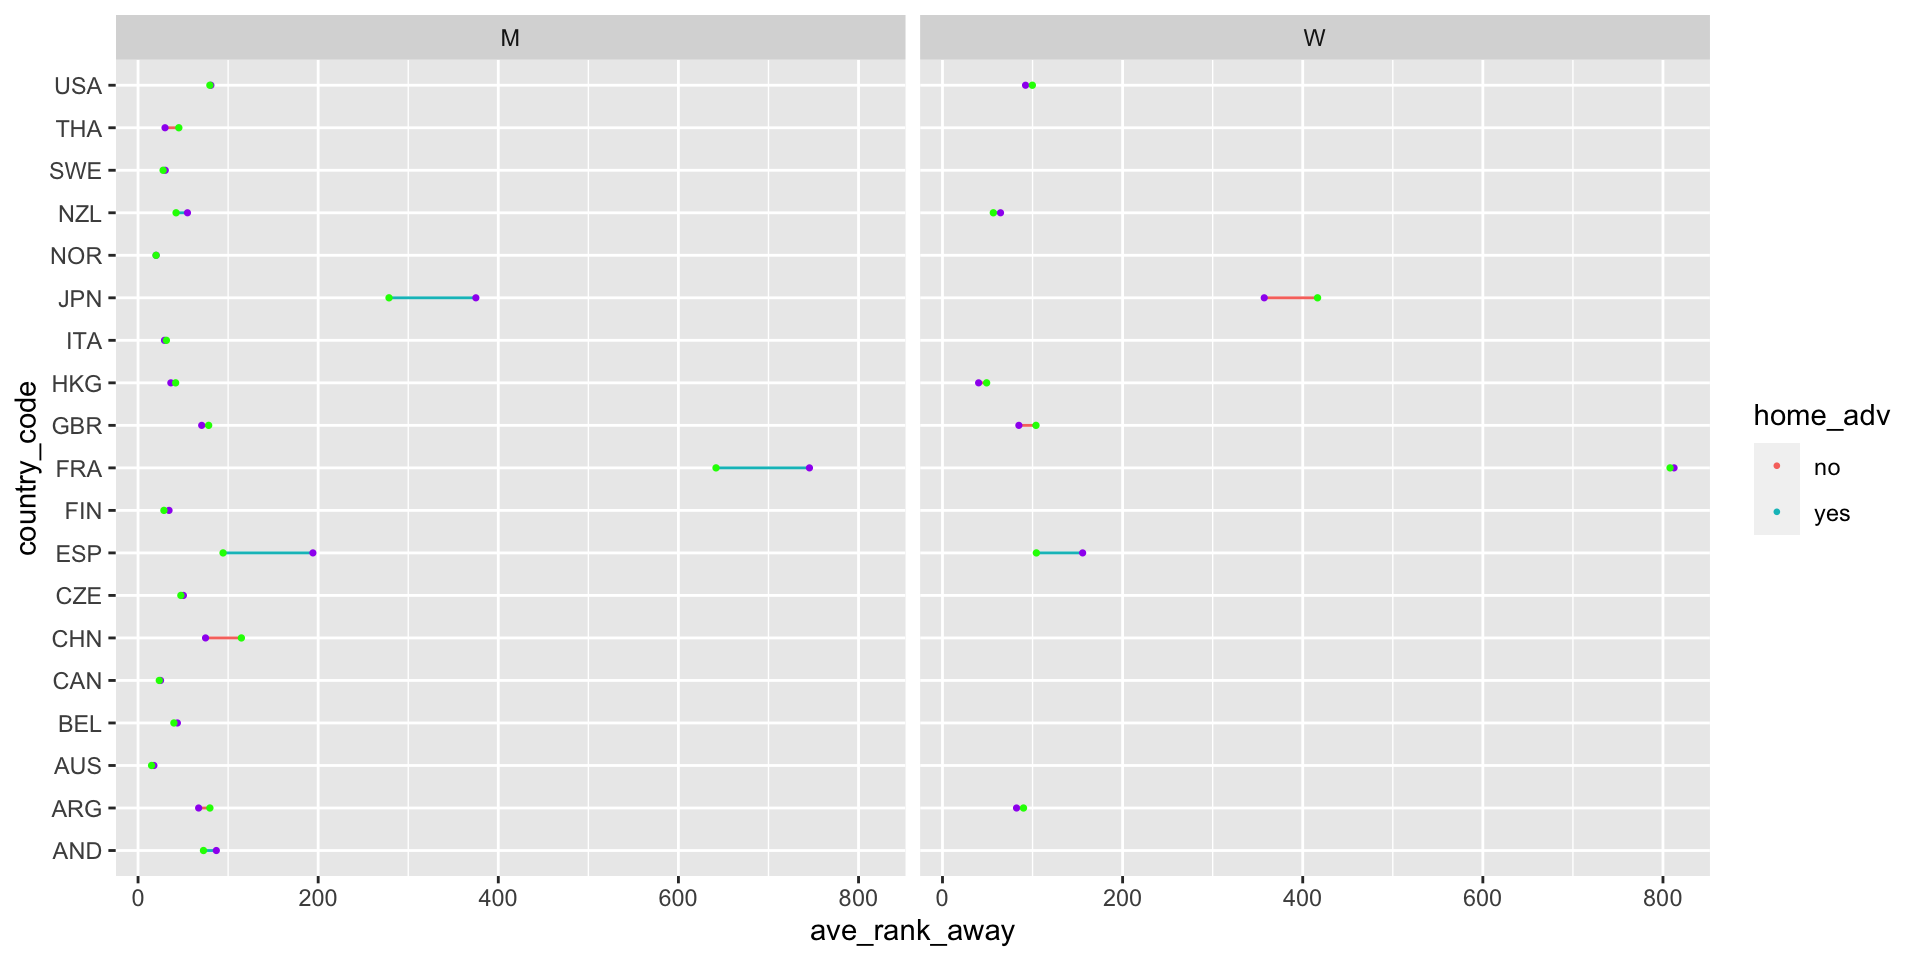 M
W
USA
THA
SWE
NZL
NOR
JPN
ITA
HKG
GBR
FRA
FIN
ESP
CZE
CHN
CAN
BEL
AUS
ARG
AND
country_code
0 200 400 600 800
0 200 400 600 800
ave_rank_away
home_adv
no
yes